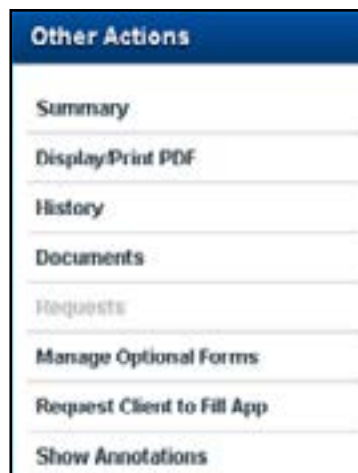 Other Actions
Summary
Display/Print PDF
History
Documents
Requests
Manage Optional Forms
Request Client to Fill App
Show Annotations